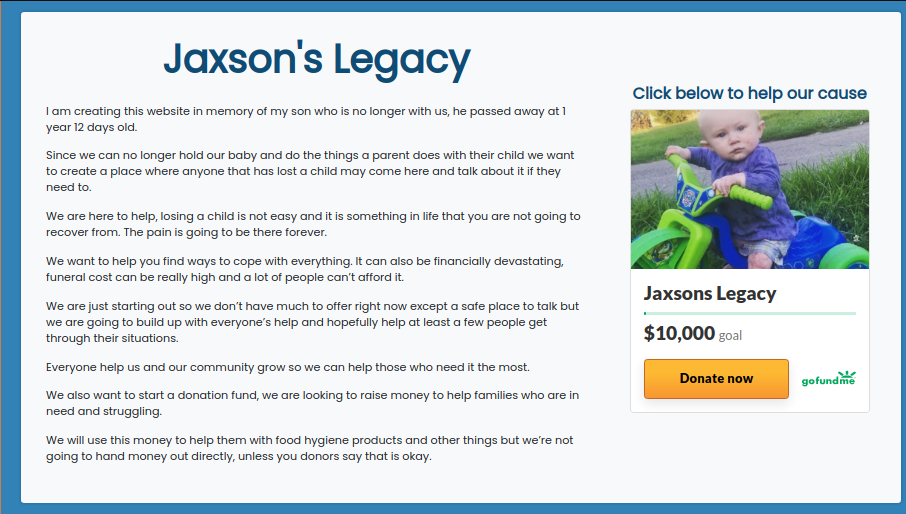 Jaxson's Legacy
I am creating this website in memory of my son who is no longer with us, he passed away at 1
year 12 days old.
Since we can no longer hold our baby and do the things a parent does with their child we want
to create a place where anyone that has lost a child may come here and talk about it if they
need to.
We are here to help, losing a child is not easy and it is something in life that you are not going to
recover from. The pain is going to be there forever.
We want to help you find ways to cope with everything. It can also be financially devastating,
funeral cost can be really high and a lot of people can’t afford it.
We are just starting out so we don’t have much to offer right now except a safe place to talk but
we are going to build up with everyone’s help and hopefully help at least a few people get
through their situations.
Everyone help us and our community grow so we can help those who need it the most.
We also want to start a donation fund, we are looking to raise money to help families who are in
need and struggling.
We will use this money to help them with food hygiene products and other things but we’re not
going to hand money out directly, unless you donors say that is okay.
Click below to help our cause
Jaxsons Legacy
$10,000 goal
Donate now
gofundme